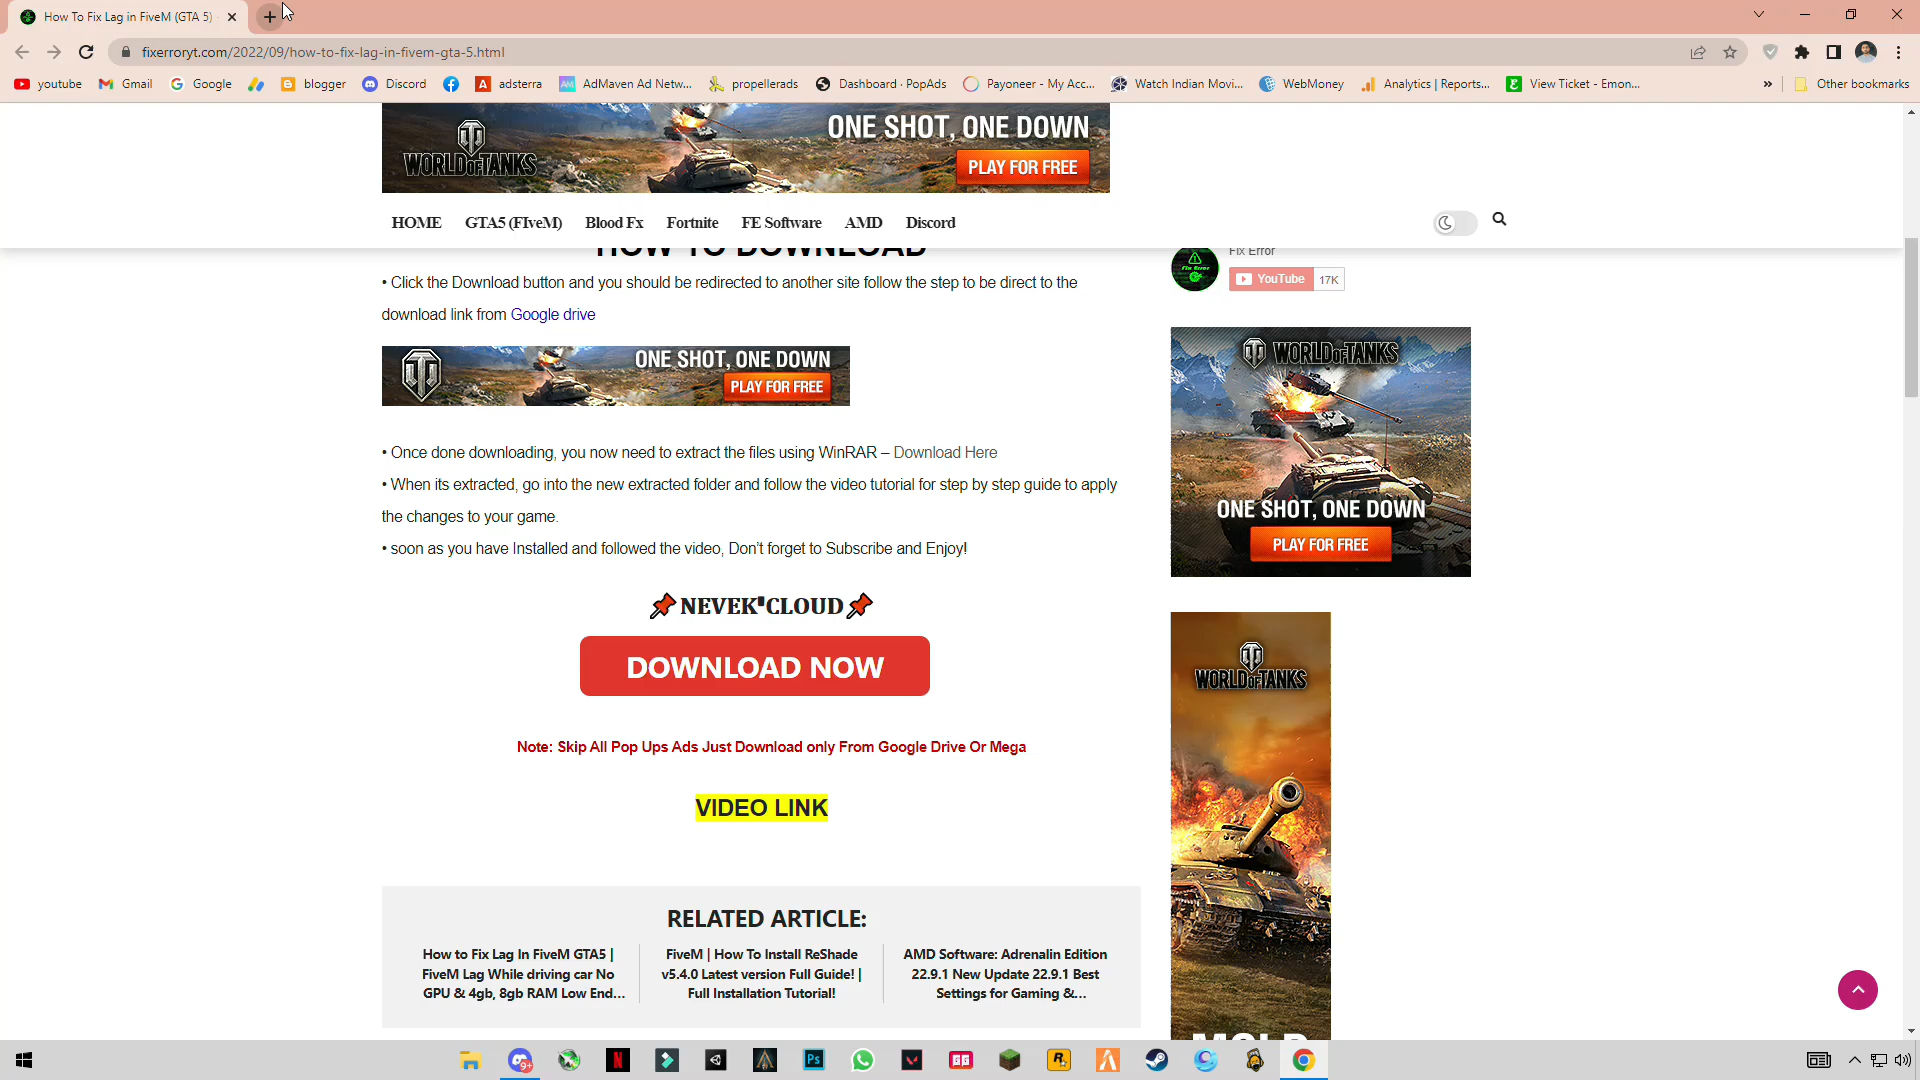 How To Fix Lag in FiveM (GTA 5)
fixerroryt.com/2022/09/how-to-fix-lag-in-fivem-gta-5.html
youtube Gmail Google blogger Discord adsterra AdMaven Ad Netw... propellerads Dashboard · PopAds Payoneer - My Acc... Watch Indian Movi... WebMoney Analytics | Reports... View Ticket - Emon... » Other bookmarks
WORLD OF TANKS
ONE SHOT, ONE DOWN
PLAY FOR FREE
HOME GTA5 (FIveM) Blood Fx Fortnite FE Software AMD Discord
HOW TO DOWNLOAD
• Click the Download button and you should be redirected to another site follow the step to be direct to the
download link from Google drive
ONE SHOT, ONE DOWN
PLAY FOR FREE
• Once done downloading, you now need to extract the files using WinRAR – Download Here
• When its extracted, go into the new extracted folder and follow the video tutorial for step by step guide to apply
the changes to your game.
• soon as you have Installed and followed the video, Don't forget to Subscribe and Enjoy!
NEVEK'CLOUD
DOWNLOAD NOW
Note: Skip All Pop Ups Ads Just Download only From Google Drive Or Mega
VIDEO LINK
RELATED ARTICLE:
How to Fix Lag In FiveM GTA5 |
FiveM Lag While driving car No
GPU & 4gb, 8gb RAM Low End...
FiveM | How To Install ReShade
v5.4.0 Latest version Full Guide! |
Full Installation Tutorial!
AMD Software: Adrenalin Edition
22.9.1 New Update 22.9.1 Best
Settings for Gaming &...
Fix Error
Fix Error
YouTube 17K
WORLD OF TANKS
ONE SHOT, ONE DOWN
PLAY FOR FREE
WORLD OF TANKS
9+
Ps